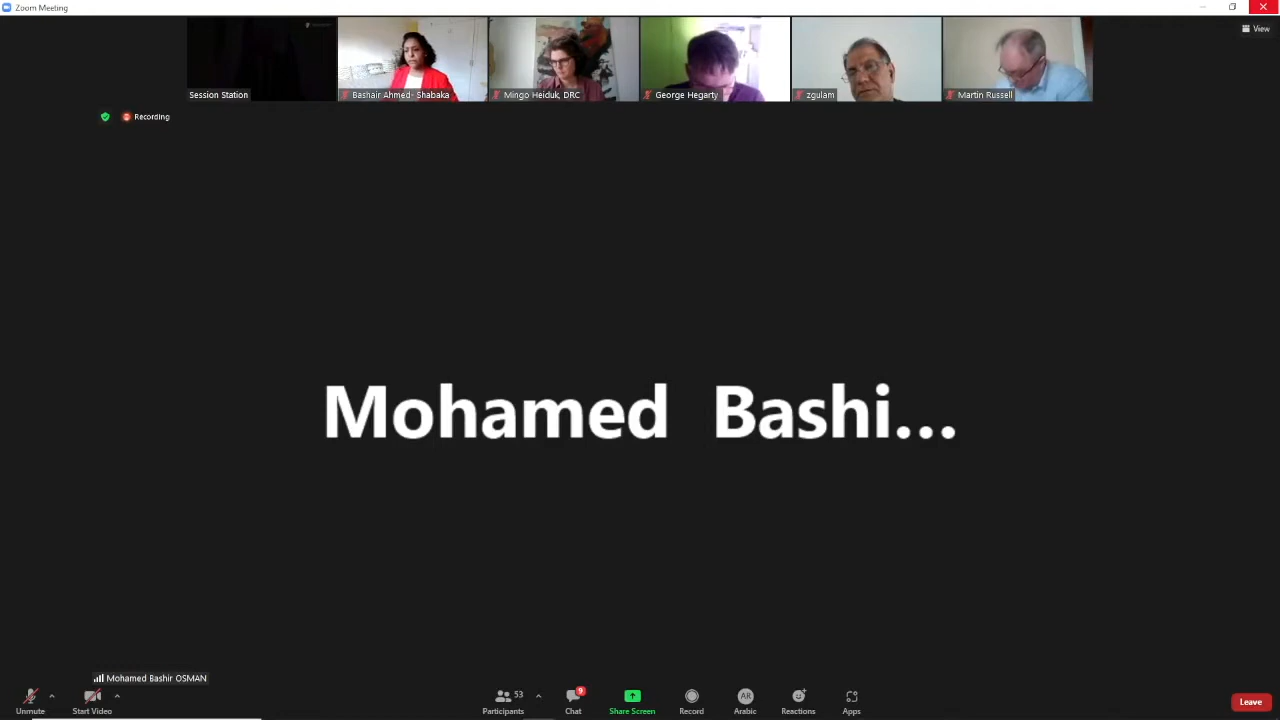 Zoom Meeting
View
Session Station
Bashair Ahmed- Shabaka
Mingo Heiduk, DRC
George Hegarty
zgulam
Martin Russell
Recording
Mohamed Bashi...
Mohamed Bashir OSMAN
Unmute
Start Video
53
Participants
9
Chat
Share Screen
Record
AR
Arabic
Reactions
Apps
Leave